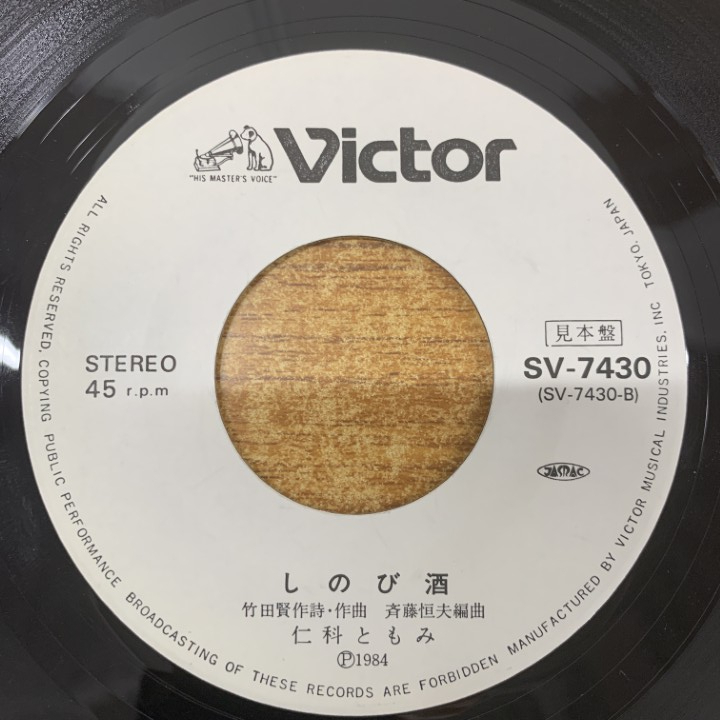 Victor
"HIS MASTER'S VOICE"
STEREO
45 r.p.m
見本盤
SV-7430
(SV-7430-B)
JASRAC
しのび酒
竹田賢作詩・作曲 斉藤恒夫編曲
仁科ともみ
Ⓟ1984
ALL RIGHTS RESERVED, COPYING PUBLIC PERFORMANCE BROADCASTING OF THESE RECORDS ARE FORBIDDEN MANUFACTURED BY VICTOR MUSICAL INDUSTRIES, INC TOKYO, JAPAN